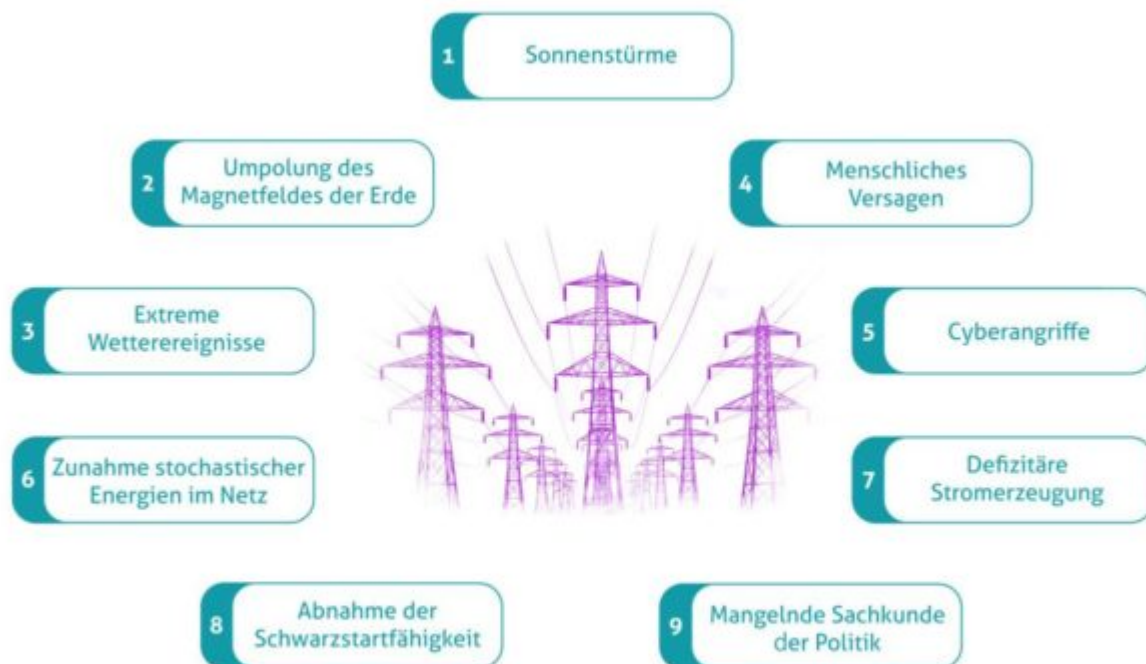 1 Sonnenstürme
2 Umpolung des
Magnetfeldes der Erde
4 Menschliches
Versagen
3 Extreme
Wetterereignisse
5 Cyberangriffe
6 Zunahme stochastischer
Energien im Netz
7 Defizitäre
Stromerzeugung
8 Abnahme der
Schwarzstartfähigkeit
9 Mangelnde Sachkunde
der Politik